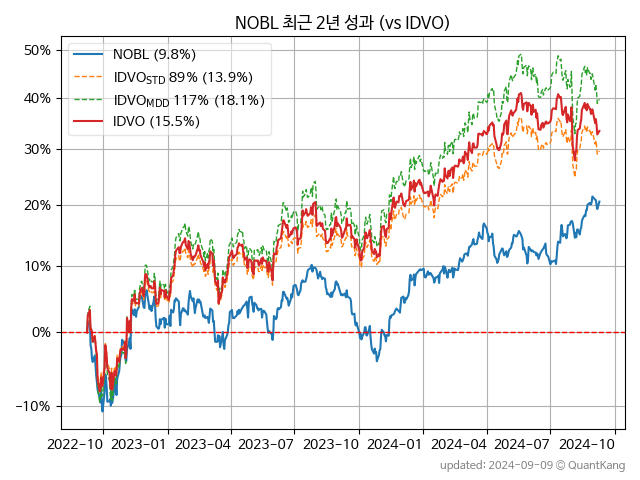 NOBL 최근 2년 성과 (vs IDVO)
NOBL (9.8%)
IDVO_STD 89% (13.9%)
IDVO_MDD 117% (18.1%)
IDVO (15.5%)
50%
40%
30%
20%
10%
0%
−10%
2022-10 2023-01 2023-04 2023-07 2023-10 2024-01 2024-04 2024-07 2024-10
updated: 2024-09-09 © QuantKang